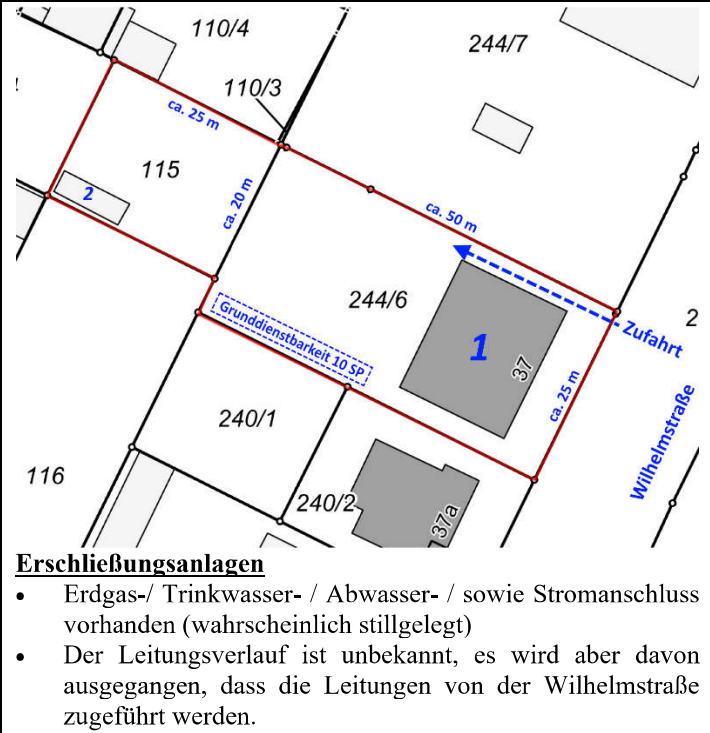 110/4
244/7
110/3
ca. 25 m
115
2
ca. 20 m
ca. 50 m
244/6
Zufahrt
2
Grunddienstbarkeit 10 SP
1
37
ca. 25 m
Wilhelmstraße
240/1
116
240/2
37a
Erschließungsanlagen
• Erdgas-/ Trinkwasser- / Abwasser- / sowie Stromanschluss
vorhanden (wahrscheinlich stillgelegt)
• Der Leitungsverlauf ist unbekannt, es wird aber davon
ausgegangen, dass die Leitungen von der Wilhelmstraße
zugeführt werden.